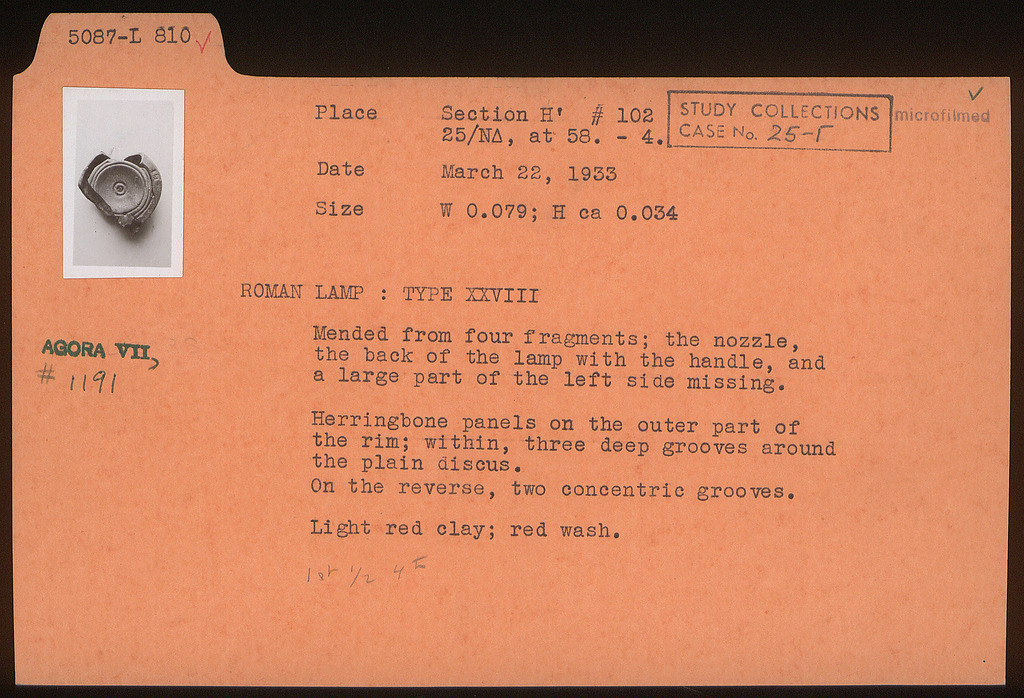 5087-L 810 ✓
Place Section H' # 102
25/ΝΔ, at 58. - 4.
STUDY COLLECTIONS
CASE No. 25-Γ
microfilmed ✓
Date March 22, 1933
Size W 0.079; H ca 0.034
ROMAN LAMP : TYPE XXVIII
Mended from four fragments; the nozzle,
the back of the lamp with the handle, and
a large part of the left side missing.
AGORA VII,
# 1191
Herringbone panels on the outer part of
the rim; within, three deep grooves around
the plain discus.
On the reverse, two concentric grooves.
Light red clay; red wash.
1st 1/2 4